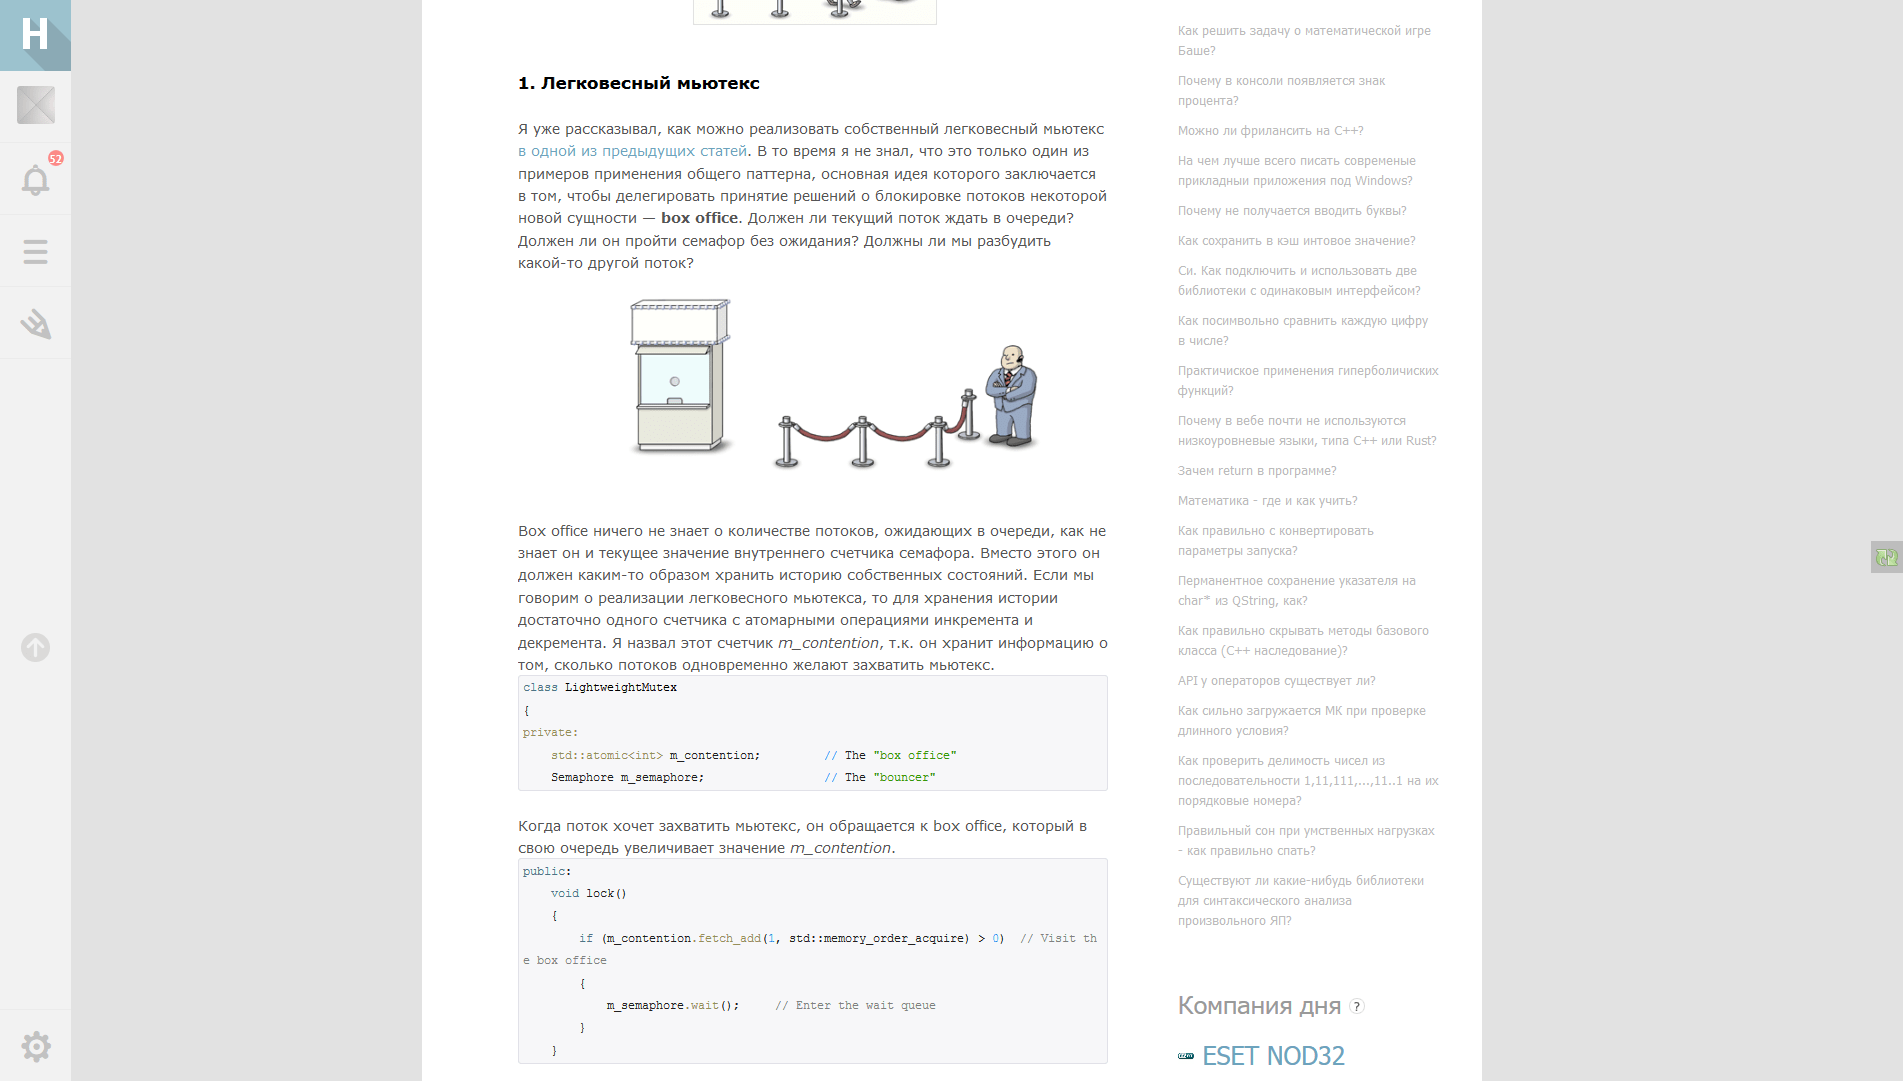 H
52
1. Легковесный мьютекс
Я уже рассказывал, как можно реализовать собственный легковесный мьютекс
в одной из предыдущих статей. В то время я не знал, что это только один из
примеров применения общего паттерна, основная идея которого заключается
в том, чтобы делегировать принятие решений о блокировке потоков некоторой
новой сущности — box office. Должен ли текущий поток ждать в очереди?
Должен ли он пройти семафор без ожидания? Должны ли мы разбудить
какой-то другой поток?
Box office ничего не знает о количестве потоков, ожидающих в очереди, как не
знает он и текущее значение внутреннего счетчика семафора. Вместо этого он
должен каким-то образом хранить историю собственных состояний. Если мы
говорим о реализации легковесного мьютекса, то для хранения истории
достаточно одного счетчика с атомарными операциями инкремента и
декремента. Я назвал этот счетчик m_contention, т.к. он хранит информацию о
том, сколько потоков одновременно желают захватить мьютекс.
class LightweightMutex
{
private:
    std::atomic<int> m_contention;         // The "box office"
    Semaphore m_semaphore;                 // The "bouncer"
Когда поток хочет захватить мьютекс, он обращается к box office, который в
свою очередь увеличивает значение m_contention.
public:
    void lock()
    {
        if (m_contention.fetch_add(1, std::memory_order_acquire) > 0)  // Visit th
e box office
        {
            m_semaphore.wait();     // Enter the wait queue
        }
    }
Как решить задачу о математической игре
Баше?
Почему в консоли появляется знак
процента?
Можно ли фрилансить на C++?
На чем лучше всего писать современые
прикладныи приложения под Windows?
Почему не получается вводить буквы?
Как сохранить в кэш интовое значение?
Си. Как подключить и использовать две
библиотеки с одинаковым интерфейсом?
Как посимвольно сравнить каждую цифру
в числе?
Практичиское применения гиперболичиских
функций?
Почему в вебе почти не используются
низкоуровневые языки, типа C++ или Rust?
Зачем return в программе?
Математика - где и как учить?
Как правильно с конвертировать
параметры запуска?
Перманентное сохранение указателя на
char* из QString, как?
Как правильно скрывать методы базового
класса (C++ наследование)?
API у операторов существует ли?
Как сильно загружается МК при проверке
длинного условия?
Как проверить делимость чисел из
последовательности 1,11,111,...,11..1 на их
порядковые номера?
Правильный сон при умственных нагрузках
- как правильно спать?
Существуют ли какие-нибудь библиотеки
для синтаксического анализа
произвольного ЯП?
Компания дня ?
ESET NOD32